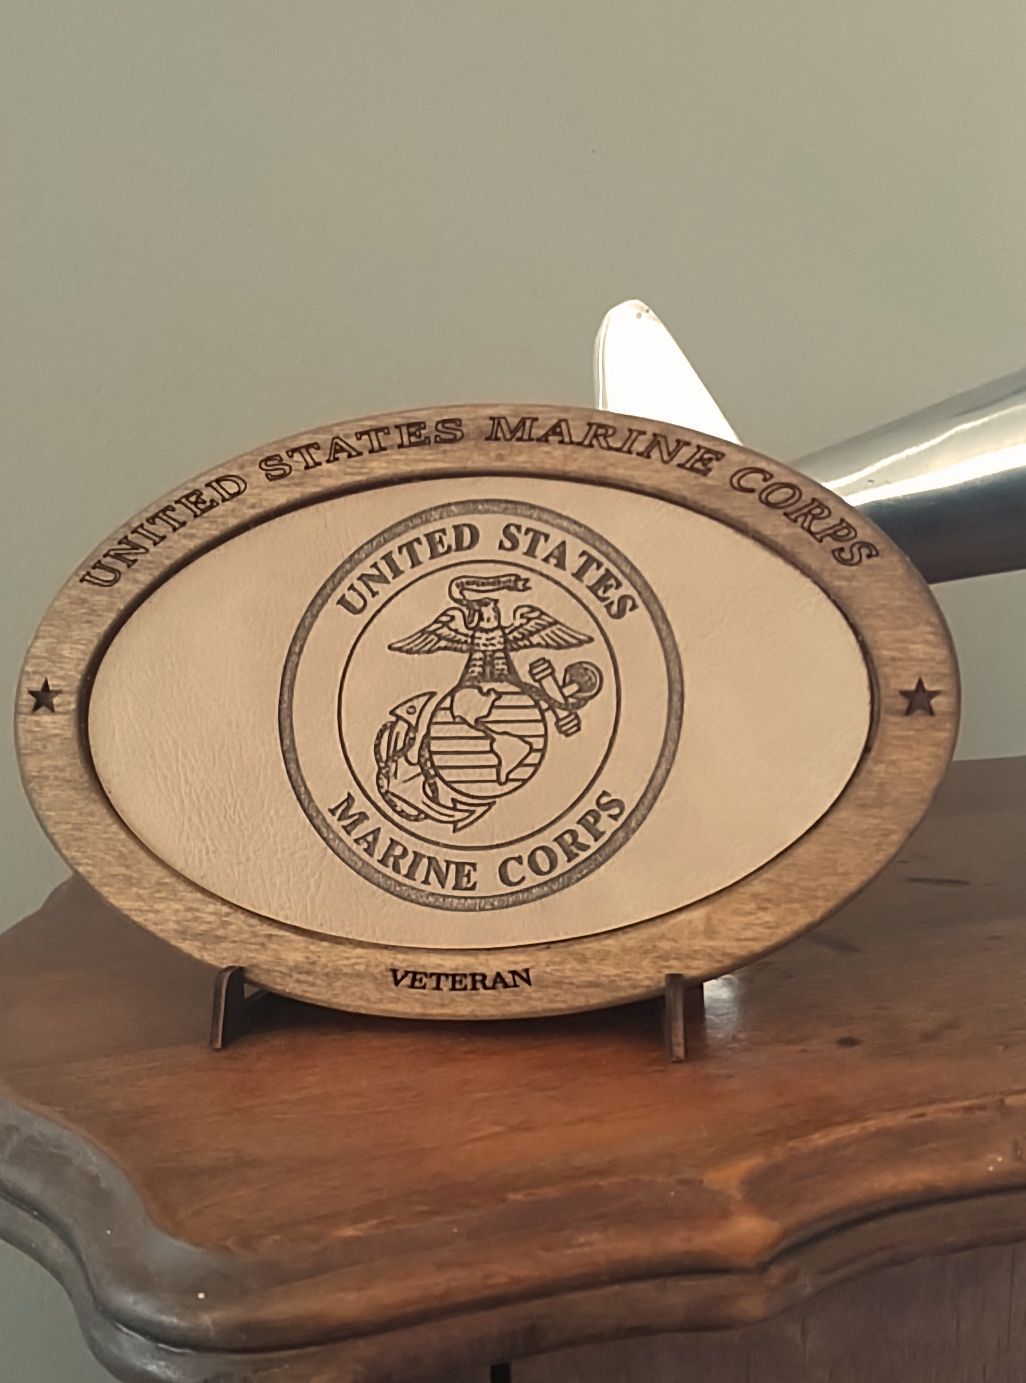 UNITED STATES MARINE CORPS
UNITED STATES
MARINE CORPS
VETERAN